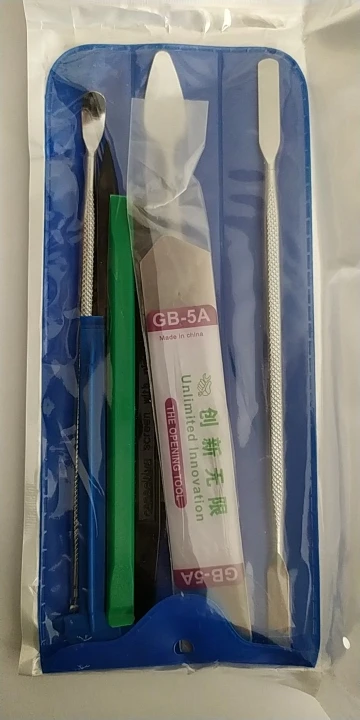 GB-5A
Made in china
创新无限
Unlimited Innovation
THE OPENING TOOL
GB-5A